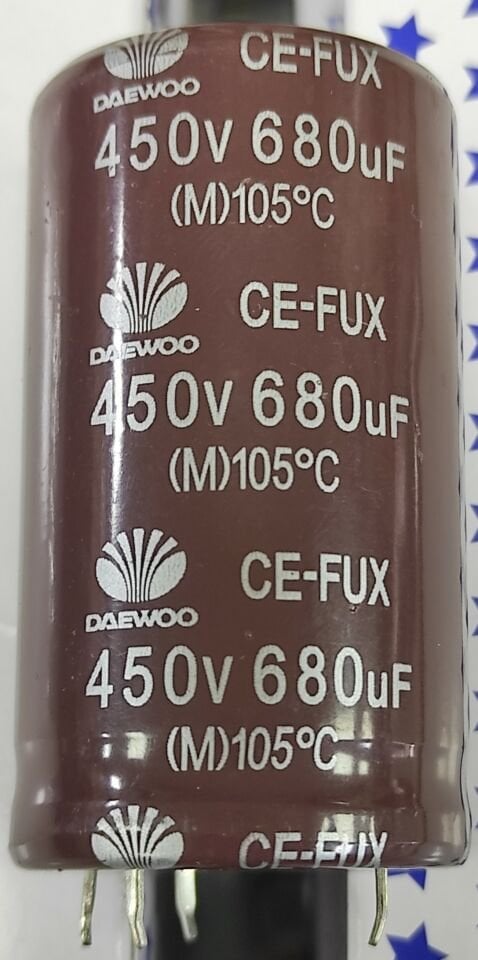 CE-FUX
DAEWOO
450v 680uF
(M)105°C
CE-FUX
DAEWOO
450v 680uF
(M)105°C
CE-FUX
DAEWOO
450v 680uF
(M)105°C
CE-FUX